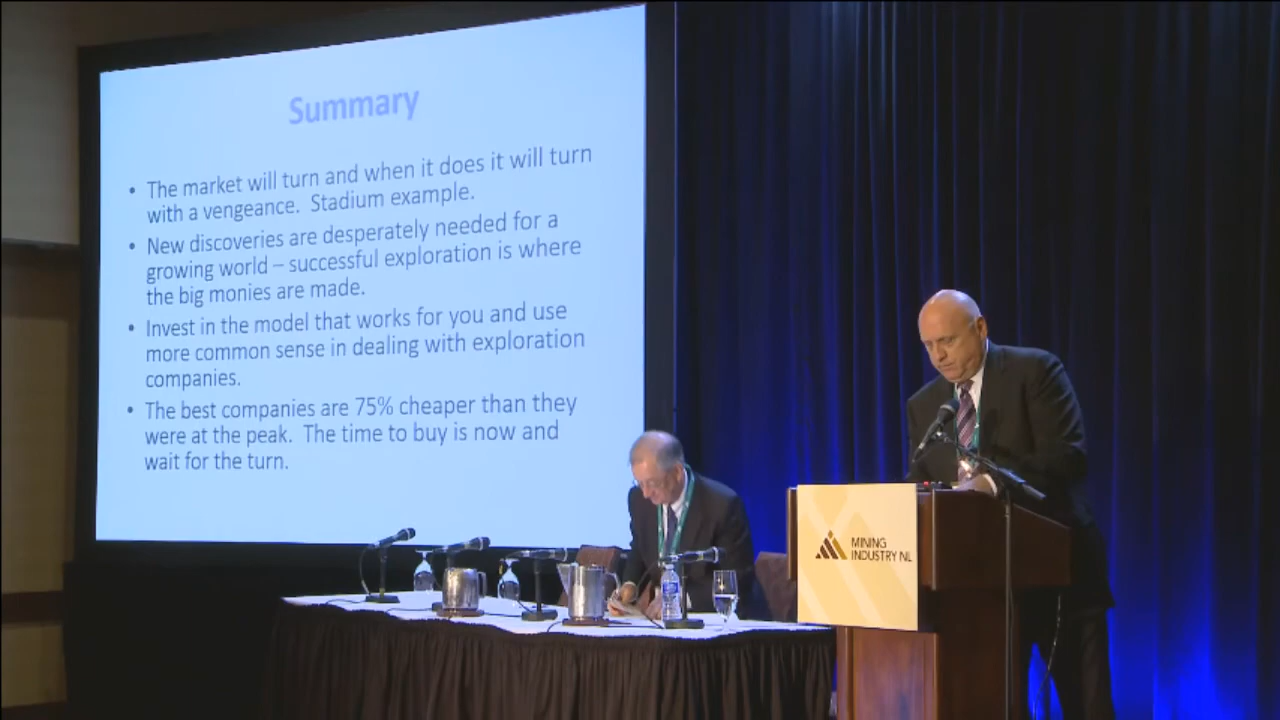 Summary
• The market will turn and when it does it will turn
with a vengeance. Stadium example.
• New discoveries are desperately needed for a
growing world – successful exploration is where
the big monies are made.
• Invest in the model that works for you and use
more common sense in dealing with exploration
companies.
• The best companies are 75% cheaper than they
were at the peak. The time to buy is now and
wait for the turn.
MINING
INDUSTRY NL